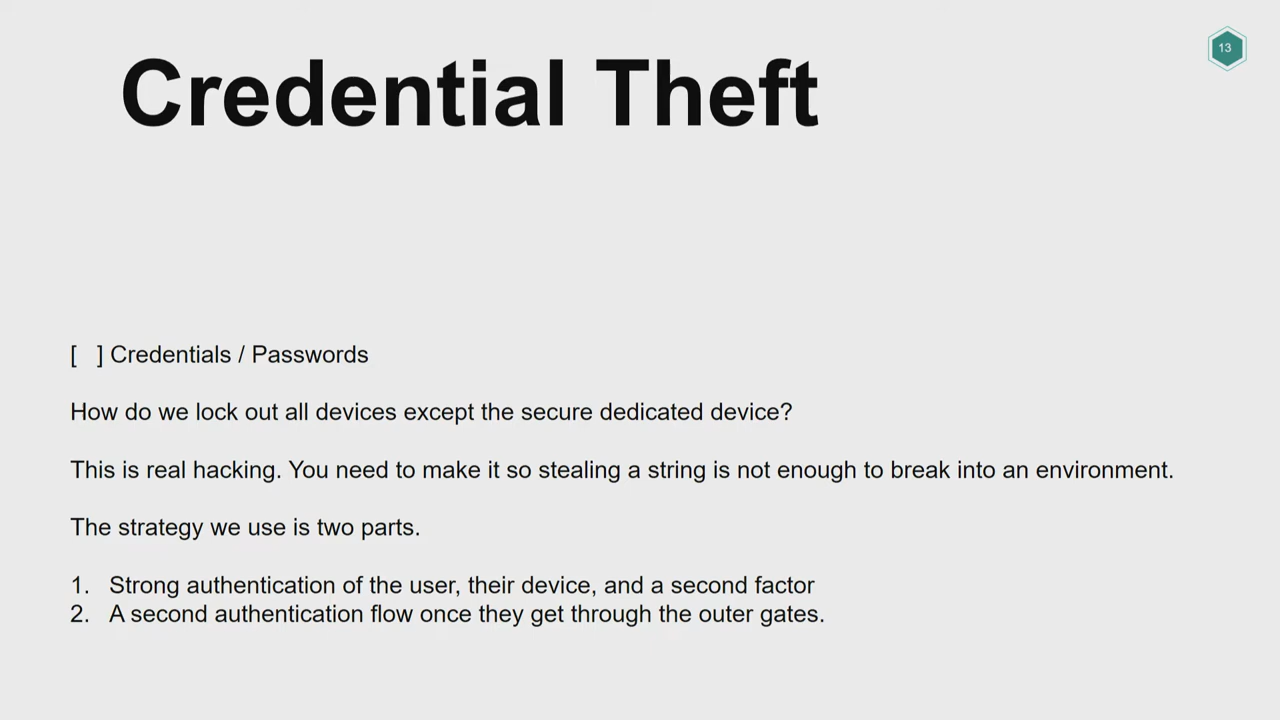 13
Credential Theft
[   ] Credentials / Passwords
How do we lock out all devices except the secure dedicated device?
This is real hacking. You need to make it so stealing a string is not enough to break into an environment.
The strategy we use is two parts.
1. Strong authentication of the user, their device, and a second factor
2. A second authentication flow once they get through the outer gates.